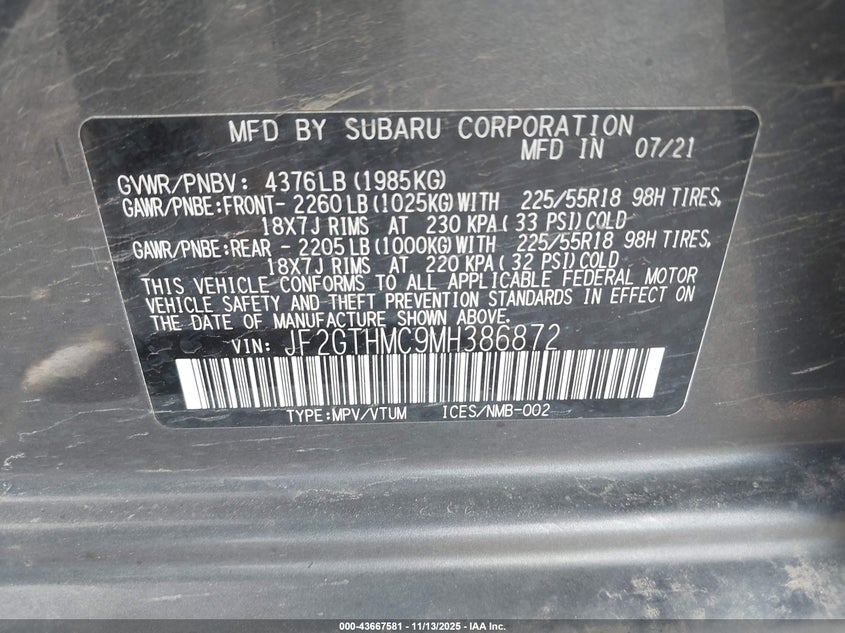 MFD BY SUBARU CORPORATION
MFD IN 07/21
GVWR/PNBV: 4376LB (1985KG)
GAWR/PNBE:FRONT- 2260LB (1025KG)WITH 225/55R18 98H TIRES,
18X7J RIMS AT 230 KPA( 33 PSI)COLD
GAWR/PNBE:REAR - 2205LB (1000KG)WITH 225/55R18 98H TIRES,
18X7J RIMS AT 220 KPA( 32 PSI)COLD
THIS VEHICLE CONFORMS TO ALL APPLICABLE FEDERAL MOTOR
VEHICLE SAFETY AND THEFT PREVENTION STANDARDS IN EFFECT ON
THE DATE OF MANUFACTURE SHOWN ABOVE.
VIN: JF2GTHMC9MH386872
TYPE:MPV/VTUM ICES/NMB-002
000-43667581 - 11/13/2025 - IAA Inc.